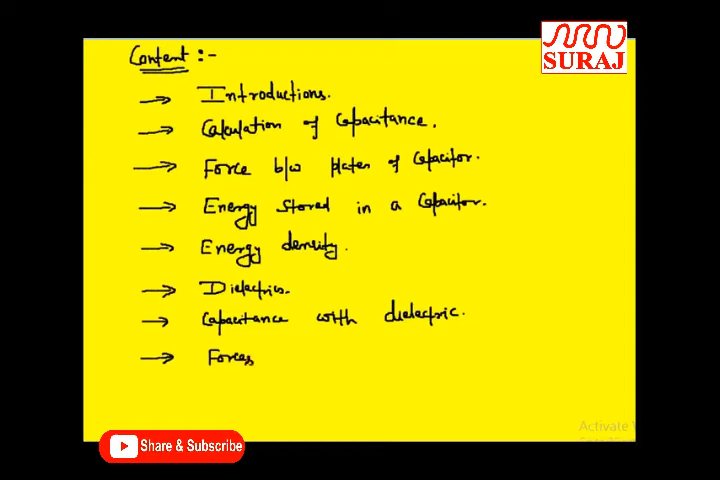 SURAJ
Content :-
→ Introductions.
→ Calculation of Capacitance.
→ Force b/w plates of Capacitor.
→ Energy stored in a Capacitor.
→ Energy density.
→ Dielectrics.
→ Capacitance with dielectric.
→ Forces
Activate
Share & Subscribe